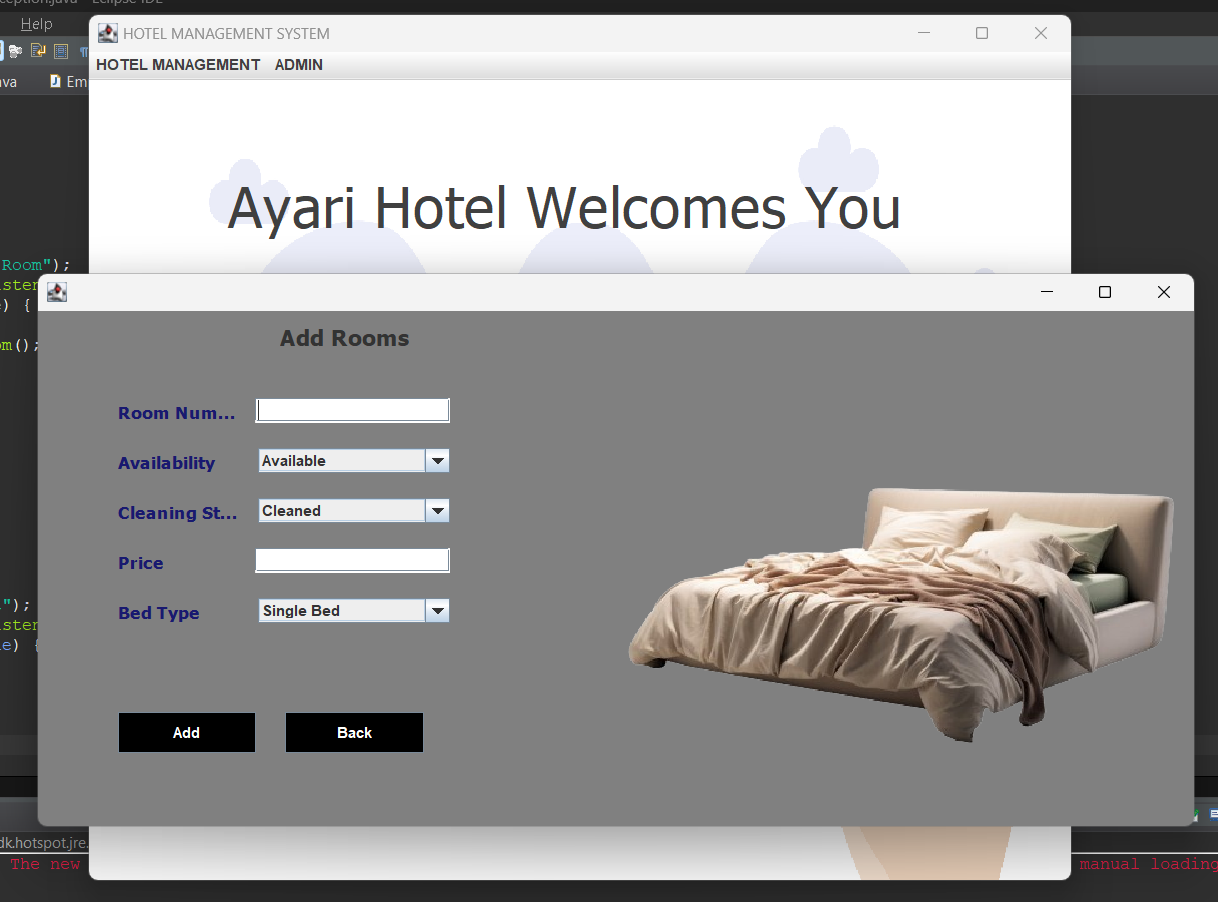 ception.java - Eclipse IDE
Help
HOTEL MANAGEMENT SYSTEM
HOTEL MANAGEMENT ADMIN
ava
Em
Ayari Hotel Welcomes You
Room");
ister
) {
om();
Add Rooms
Room Num...
Availability
Available
Cleaning St...
Cleaned
Price
Bed Type
Single Bed
");
ister
e) {
Add
Back
dk.hotspot.jre.
The new
manual loading